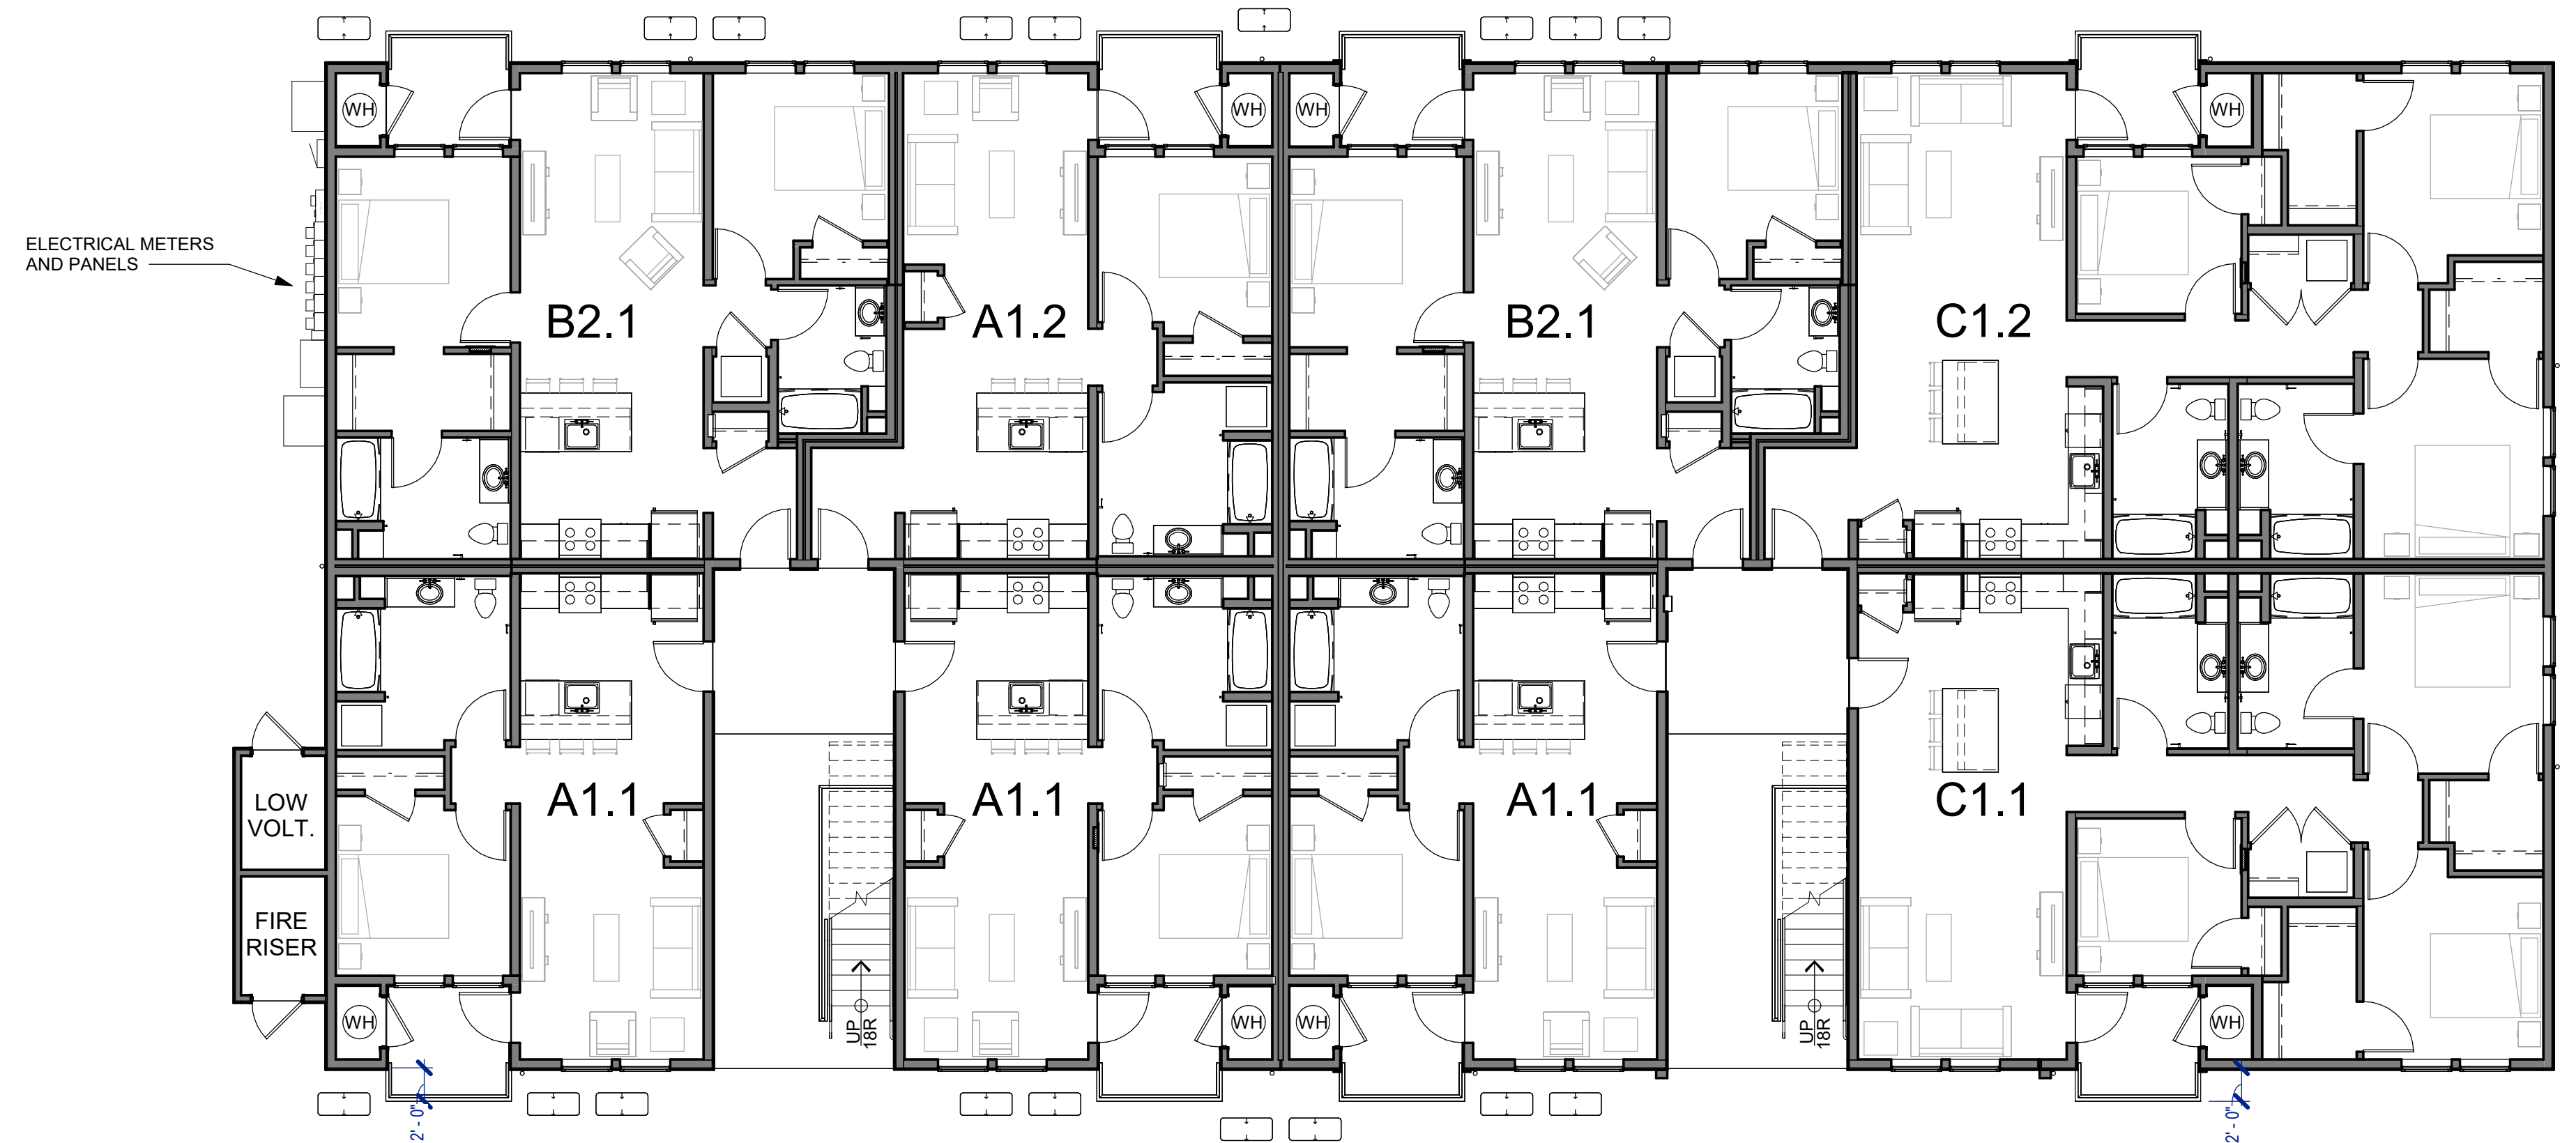 WH
WH
WH
WH
ELECTRICAL METERS
AND PANELS
B2.1
A1.2
B2.1
C1.2
A1.1
A1.1
A1.1
C1.1
LOW
VOLT.
FIRE
RISER
UP
18R
UP
18R
WH
WH
WH
WH
2' - 0"
2' - 0"